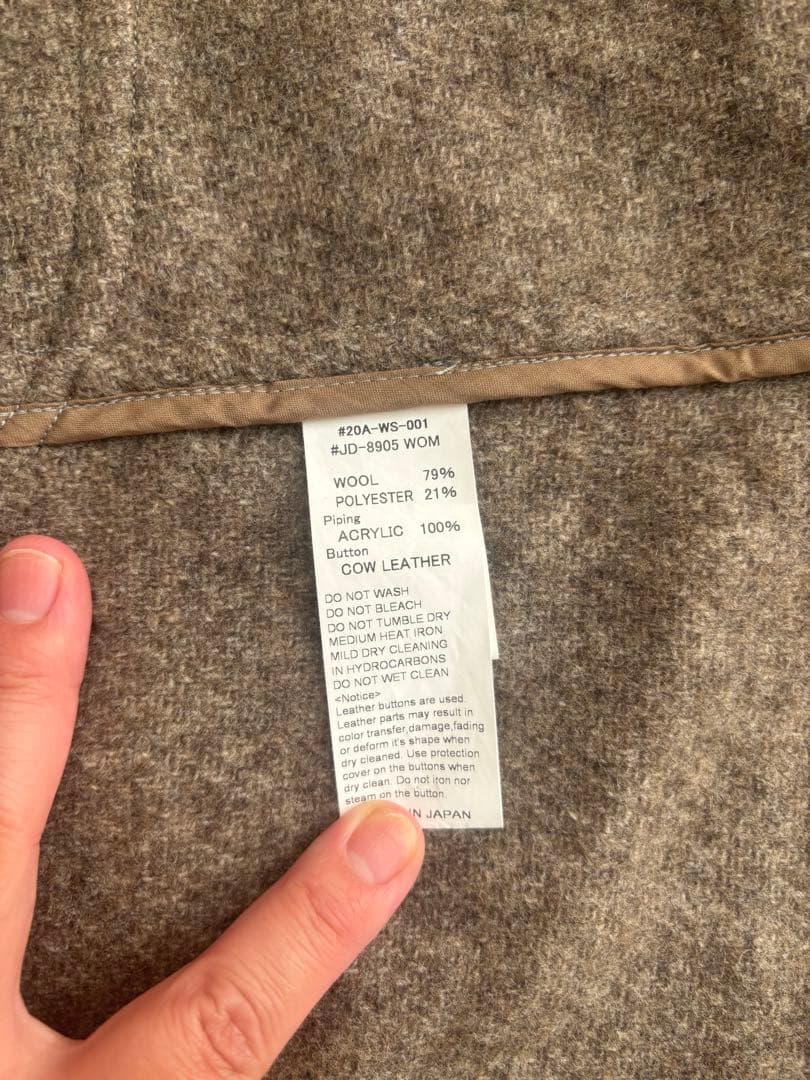 #20A-WS-001
#JD-8905 WOM
WOOL 79%
POLYESTER 21%
Piping
ACRYLIC 100%
Button
COW LEATHER
DO NOT WASH
DO NOT BLEACH
DO NOT TUMBLE DRY
MEDIUM HEAT IRON
MILD DRY CLEANING
IN HYDROCARBONS
DO NOT WET CLEAN
<Notice>
Leather buttons are used.
Leather parts may result in
color transfer,damage,fading
or deform it's shape when
dry cleaned. Use protection
cover on the buttons when
dry clean. Do not iron nor
steam on the button.
IN JAPAN